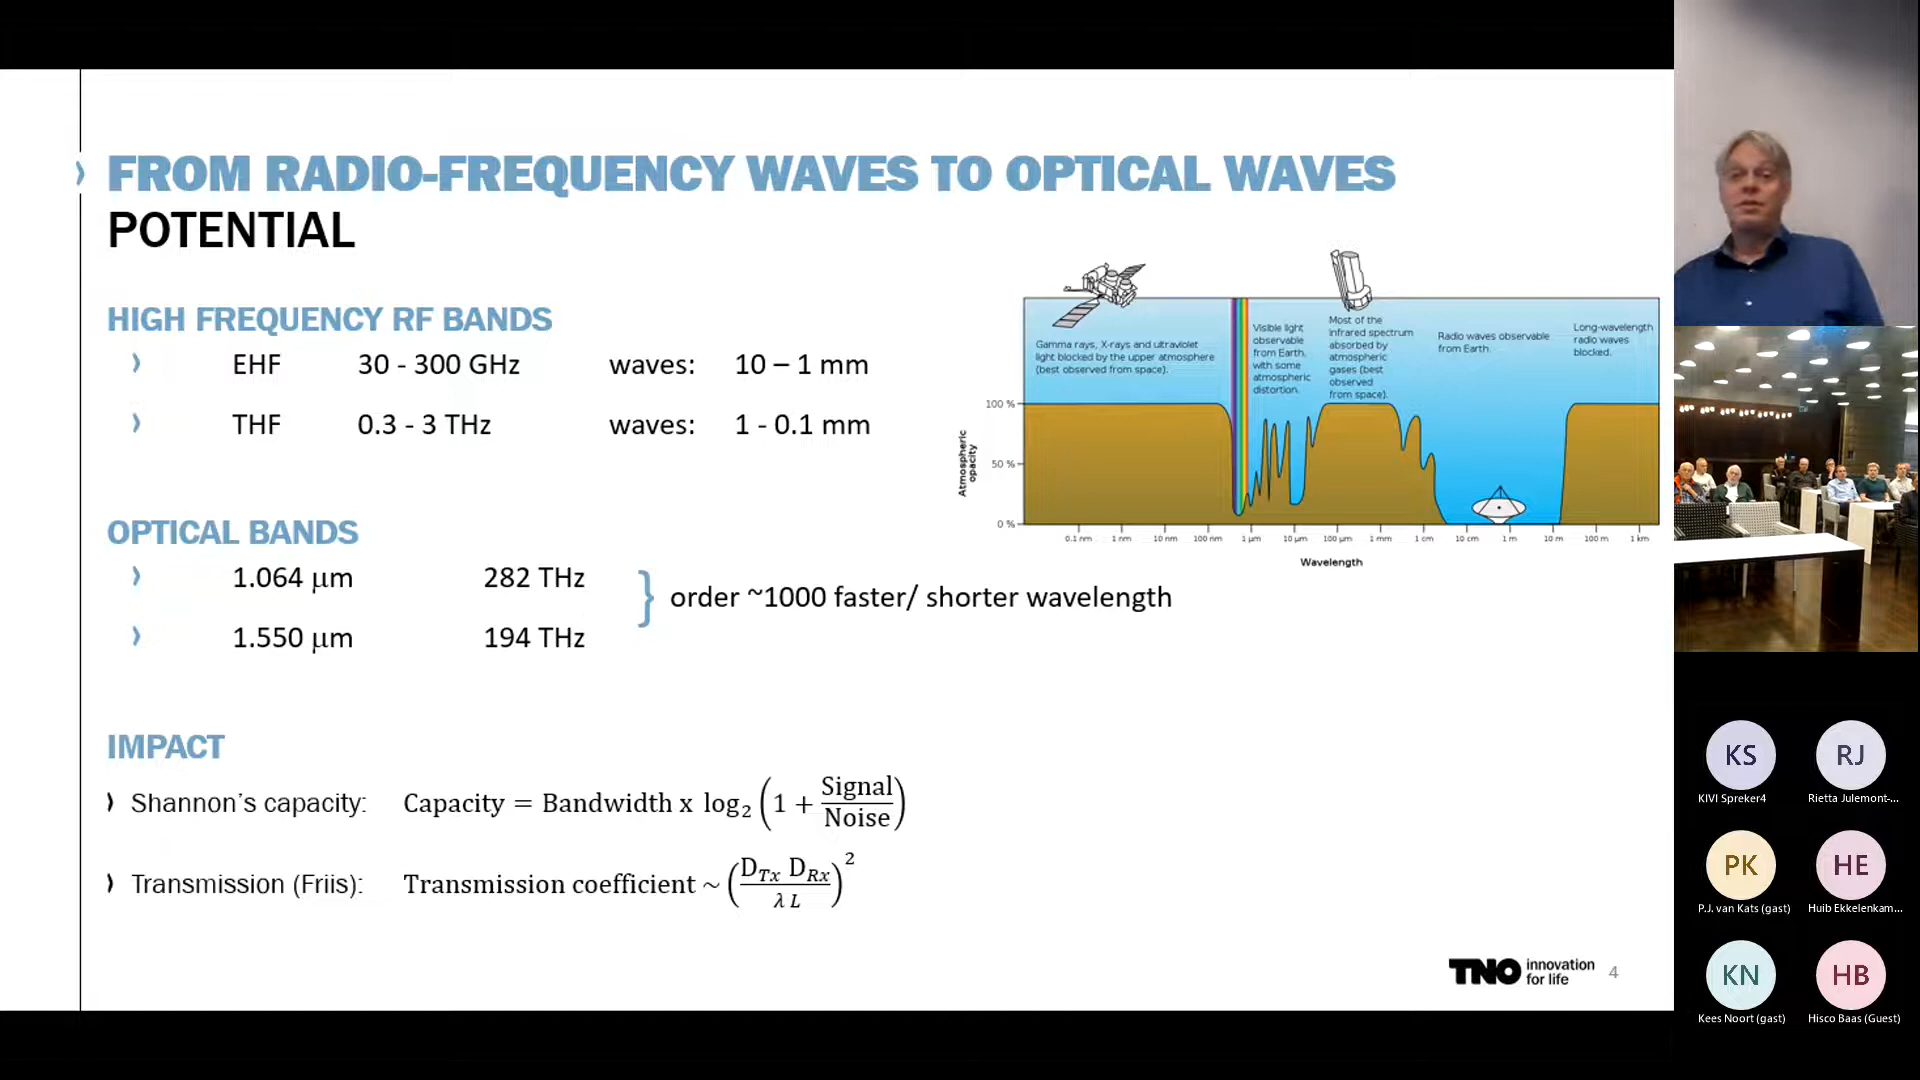 FROM RADIO-FREQUENCY WAVES TO OPTICAL WAVES
POTENTIAL
HIGH FREQUENCY RF BANDS
EHF 30 - 300 GHz waves: 10 – 1 mm
THF 0.3 - 3 THz waves: 1 - 0.1 mm
OPTICAL BANDS
1.064 µm 282 THz
1.550 µm 194 THz
} order ~1000 faster/ shorter wavelength
IMPACT
Shannon's capacity: Capacity = Bandwidth x log₂ (1 + Signal/Noise)
Transmission (Friis): Transmission coefficient ~ (D_Tx D_Rx / λ L)²
Gamma rays, X-rays and ultraviolet
light blocked by the upper atmosphere
(best observed from space).
Visible light
observable
from Earth,
with some
atmospheric
distortion.
Most of the
infrared spectrum
absorbed by
atmospheric
gases (best
observed
from space).
Radio waves observable
from Earth.
Long-wavelength
radio waves
blocked.
Atmospheric
opacity
100 %
50 %
0 %
0.1 nm 1 nm 10 nm 100 nm 1 µm 10 µm 100 µm 1 mm 1 cm 10 cm 1 m 10 m 100 m 1 km
Wavelength
TNO innovation
for life
4
KS
KIVI Spreker4
RJ
Rietta Julemont-...
PK
P.J. van Kats (gast)
HE
Huib Ekkelenkam...
KN
Kees Noort (gast)
HB
Hisco Baas (Guest)